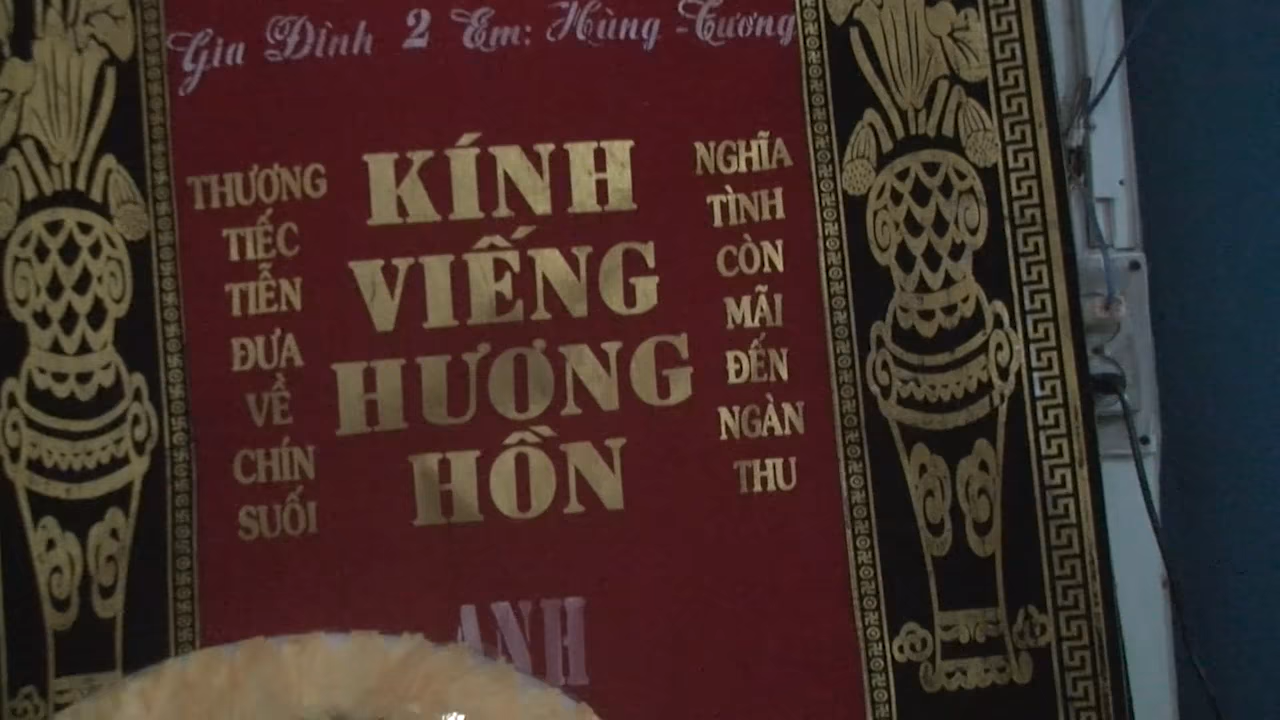 Gia Đình 2 Em: Hùng - Cương
THƯƠNG
TIẾC
TIỄN
ĐƯA
VỀ
CHÍN
SUỐI
KÍNH
VIẾNG
HƯƠNG
HỒN
NGHĨA
TÌNH
CÒN
MÃI
ĐẾN
NGÀN
THU
ANH